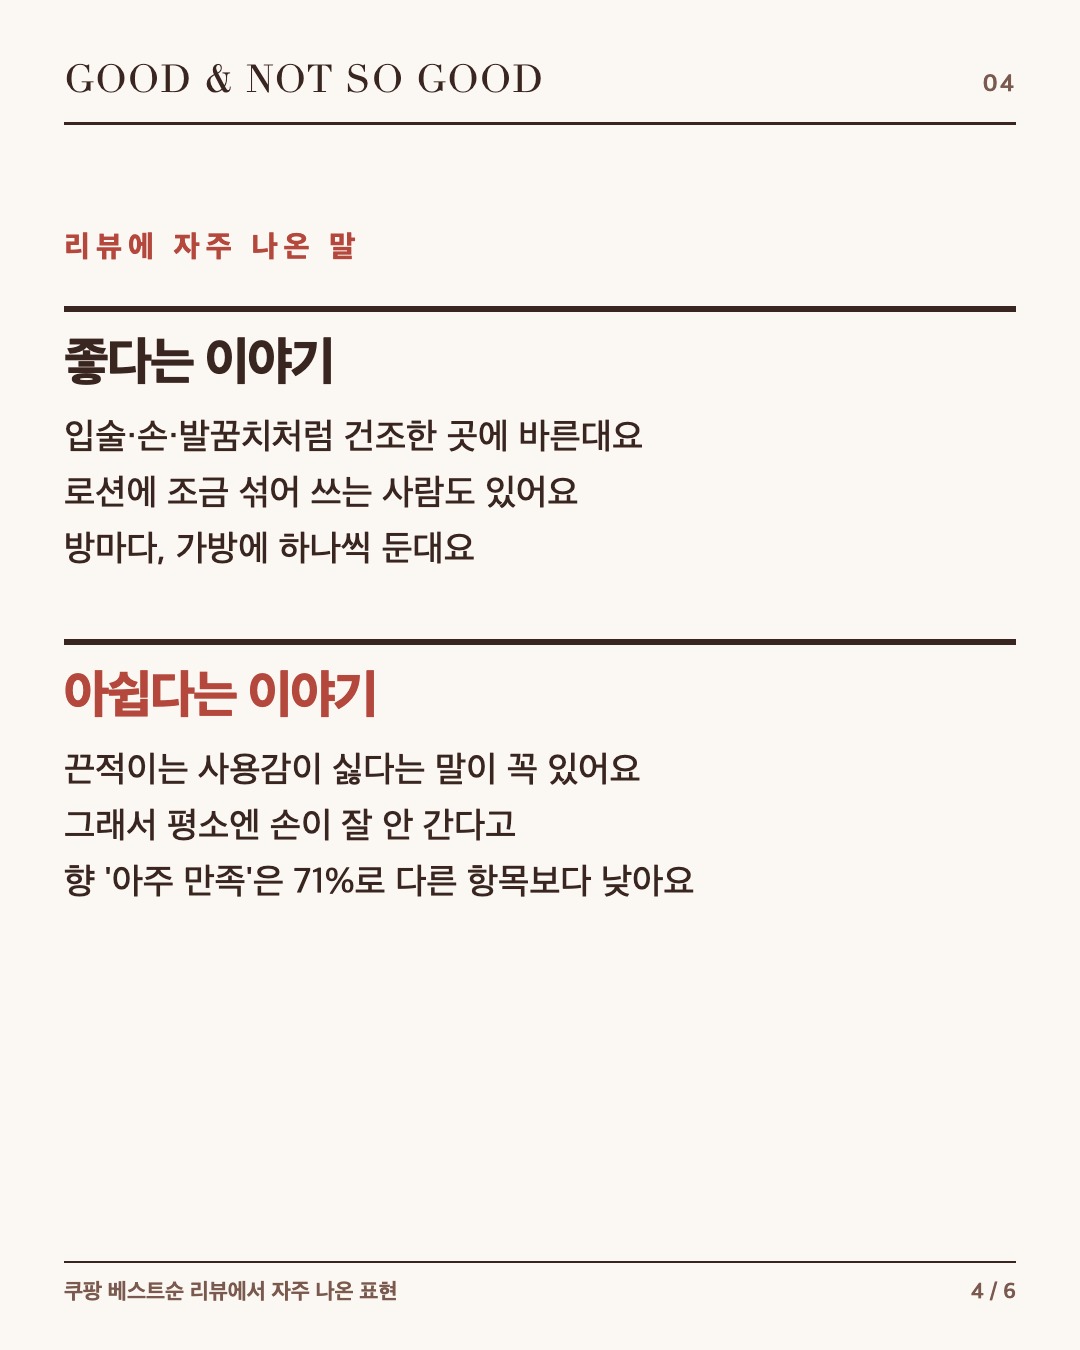 GOOD & NOT SO GOOD
04
리뷰에 자주 나온 말
좋다는 이야기
입술·손·발꿈치처럼 건조한 곳에 바른대요
로션에 조금 섞어 쓰는 사람도 있어요
방마다, 가방에 하나씩 둔대요
아쉽다는 이야기
끈적이는 사용감이 싫다는 말이 꼭 있어요
그래서 평소엔 손이 잘 안 간다고
향 '아주 만족'은 71%로 다른 항목보다 낮아요
쿠팡 베스트순 리뷰에서 자주 나온 표현
4 / 6